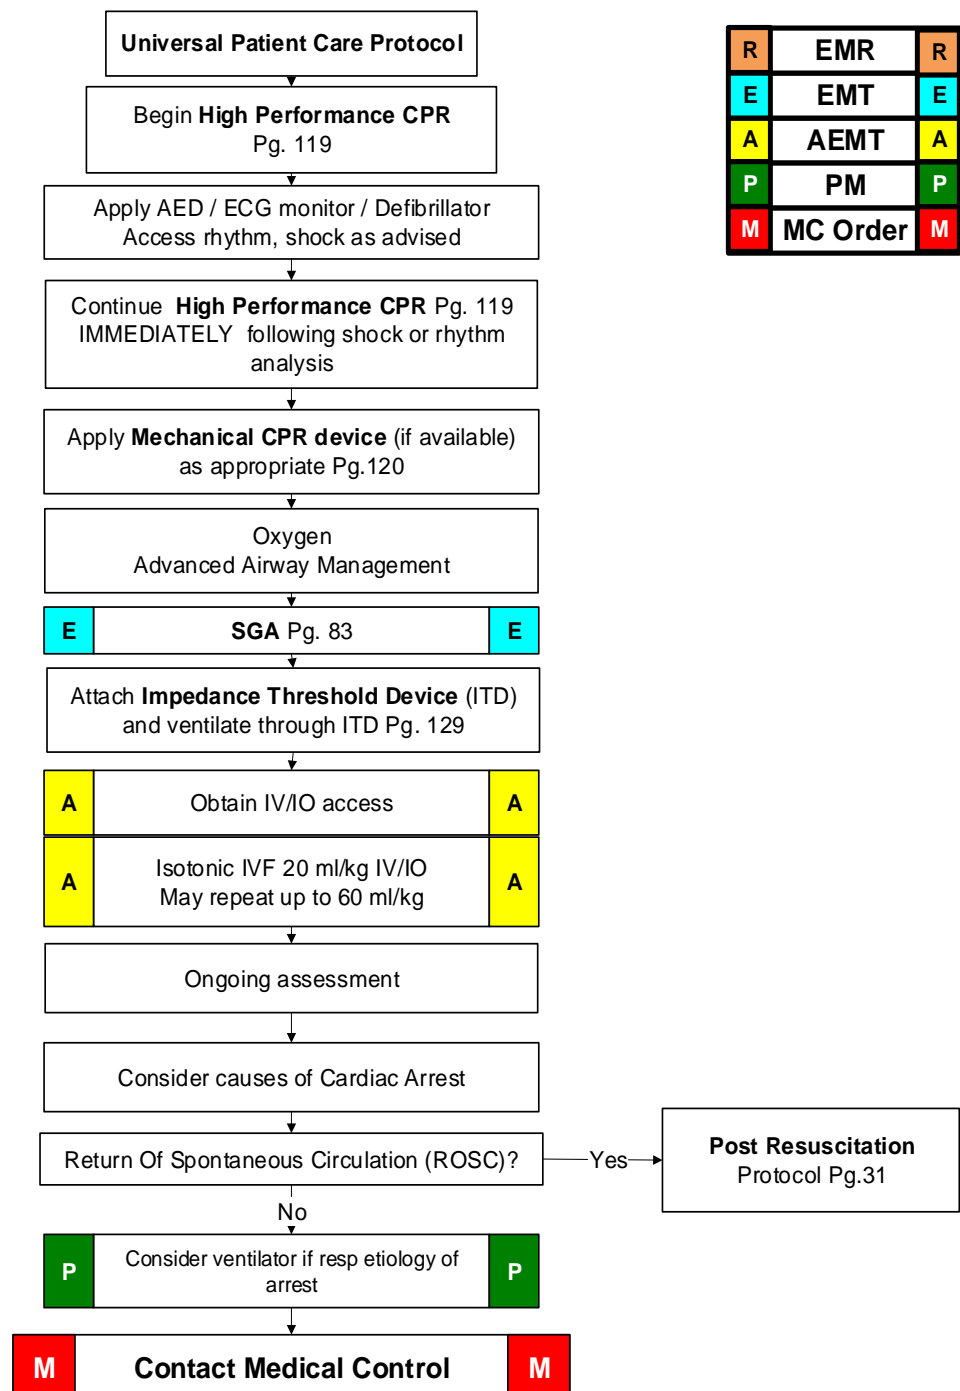 Universal Patient Care Protocol
Begin High Performance CPR
Pg. 119
Apply AED / ECG monitor / Defibrillator
Access rhythm, shock as advised
Continue High Performance CPR Pg. 119
IMMEDIATELY following shock or rhythm
analysis
Apply Mechanical CPR device (if available)
as appropriate Pg.120
Oxygen
Advanced Airway Management
E SGA Pg. 83 E
Attach Impedance Threshold Device (ITD)
and ventilate through ITD Pg. 129
A Obtain IV/IO access A
A Isotonic IVF 20 ml/kg IV/IO A
May repeat up to 60 ml/kg
Ongoing assessment
Consider causes of Cardiac Arrest
Return Of Spontaneous Circulation (ROSC)?
Yes
Post Resuscitation
Protocol Pg.31
No
P Consider ventilator if resp etiology of P
arrest
M Contact Medical Control M
R EMR R
E EMT E
A AEMT A
P PM P
M MC Order M